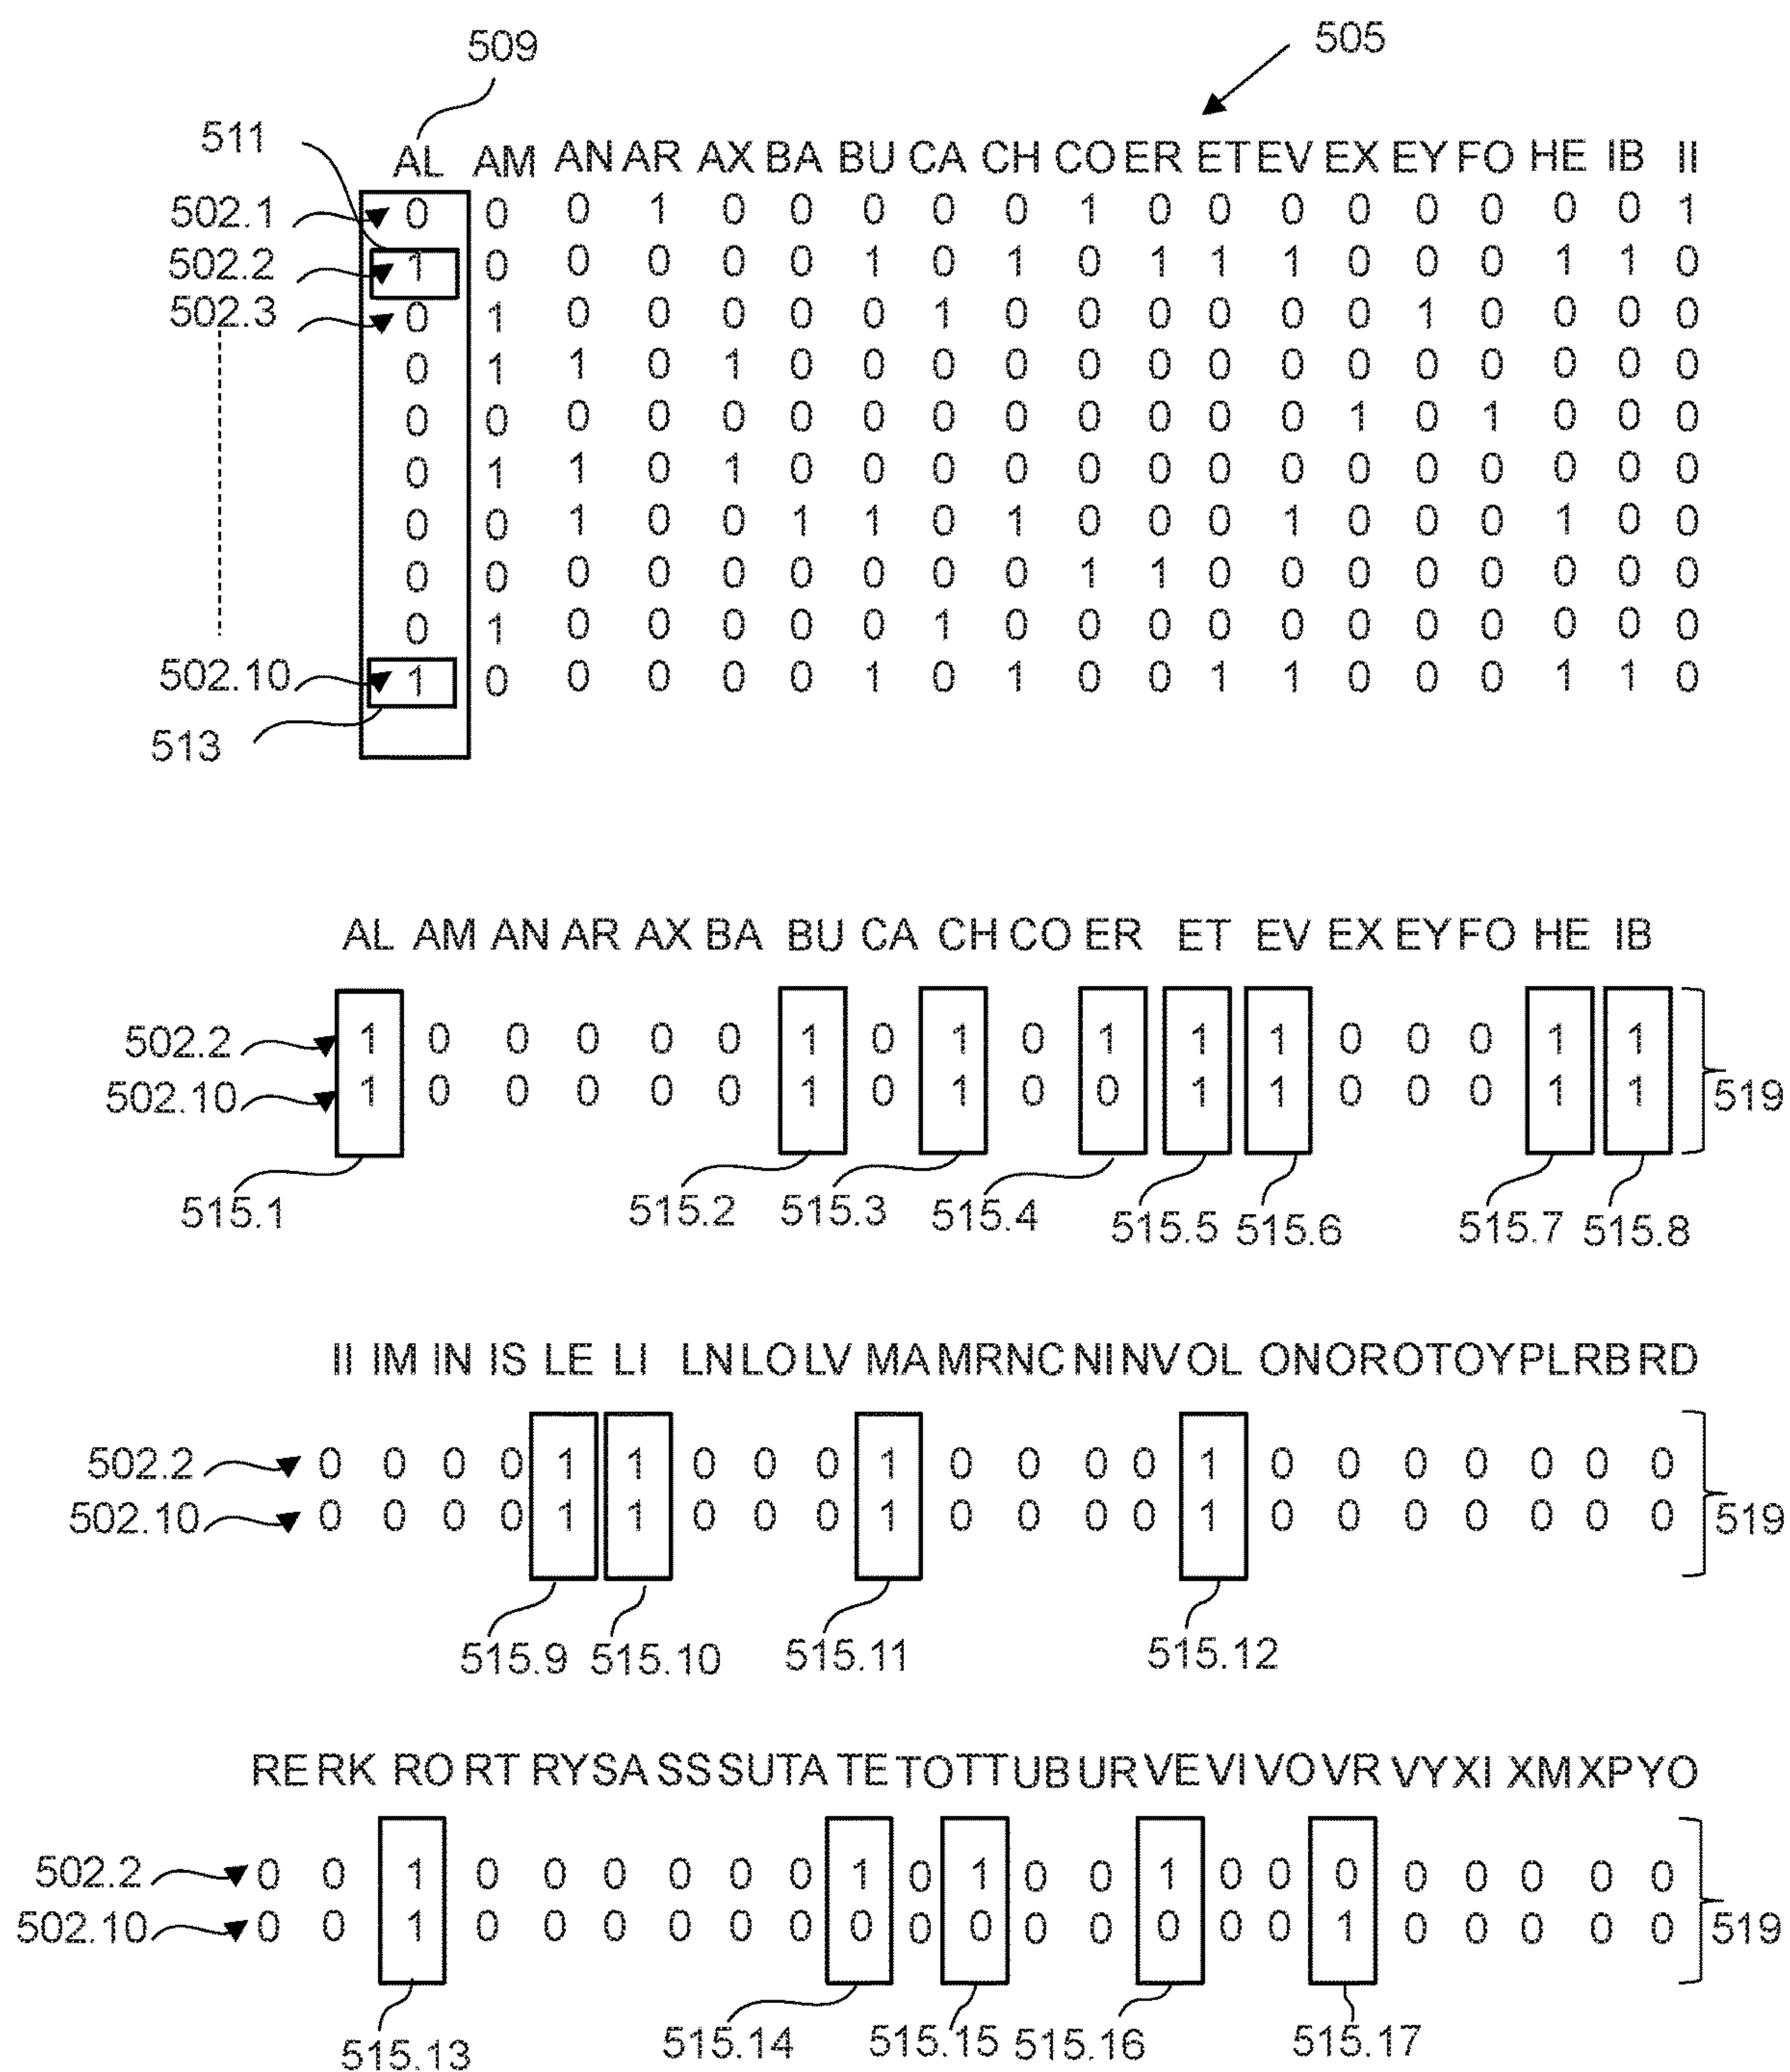 509
505
511
AL AM AN AR AX BA BU CA CH CO ER ET EV EX EY FO HE IB II
502.1 0 0 0 1 0 0 0 0 0 1 0 0 0 0 0 0 0 0 1
502.2 1 0 0 0 0 0 1 0 1 0 1 1 1 0 0 0 1 1 0
502.3 0 1 0 0 0 0 0 1 0 0 0 0 0 0 1 0 0 0 0
0 1 1 0 1 0 0 0 0 0 0 0 0 0 0 0 0 0 0
0 0 0 0 0 0 0 0 0 0 0 0 0 1 0 1 0 0 0
0 1 1 0 1 0 0 0 0 0 0 0 0 0 0 0 0 0 0
0 0 1 0 0 1 1 0 1 0 0 0 1 0 0 0 1 0 0
0 0 0 0 0 0 0 0 0 1 1 0 0 0 0 0 0 0 0
0 1 0 0 0 0 0 1 0 0 0 0 0 0 0 0 0 0 0
502.10 1 0 0 0 0 0 1 0 1 0 0 1 1 0 0 0 1 1 0
513
AL AM AN AR AX BA BU CA CH CO ER ET EV EX EY FO HE IB
502.2 1 0 0 0 0 0 1 0 1 0 1 1 1 0 0 0 1 1
502.10 1 0 0 0 0 0 1 0 1 0 0 1 1 0 0 0 1 1 519
515.1 515.2 515.3 515.4 515.5 515.6 515.7 515.8
II IM IN IS LE LI LN LO LV MA MR NC NI NV OL ON OR OT OY PL RB RD
502.2 0 0 0 0 1 1 0 0 0 1 0 0 0 0 1 0 0 0 0 0 0 0
502.10 0 0 0 0 1 1 0 0 0 1 0 0 0 0 1 0 0 0 0 0 0 0 519
515.9 515.10 515.11 515.12
RE RK RO RT RY SA SS SU TA TE TO TT UB UR VE VI VO VR VY XI XM XP YO
502.2 0 0 1 0 0 0 0 0 0 1 0 1 0 0 1 0 0 0 0 0 0 0 0
502.10 0 0 1 0 0 0 0 0 0 0 0 0 0 0 0 0 0 1 0 0 0 0 0 519
515.13 515.14 515.15 515.16 515.17